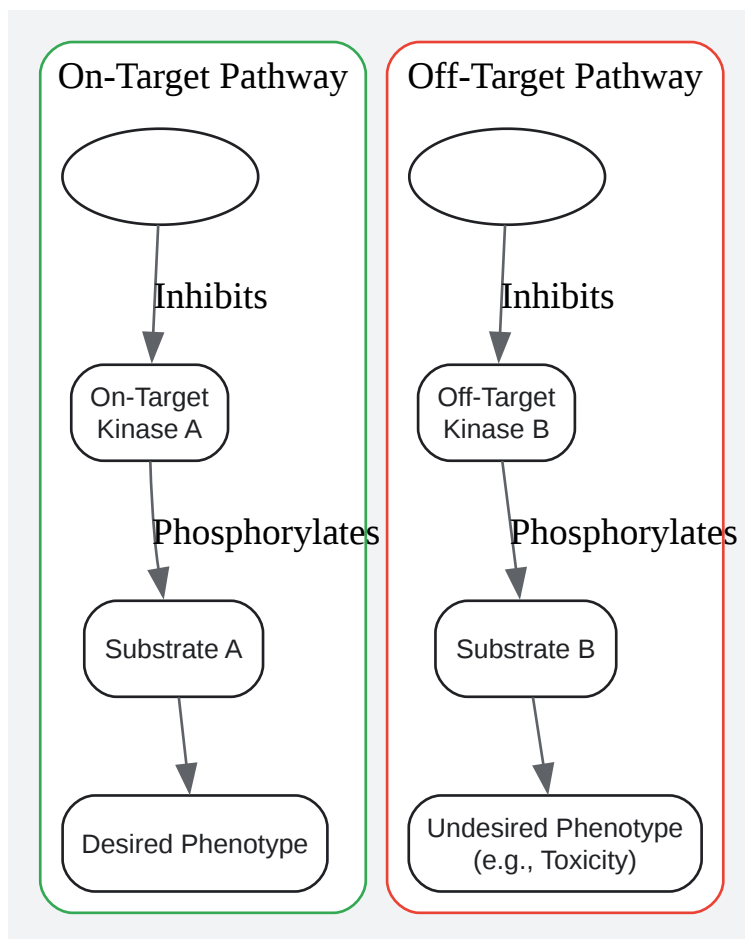 On-Target Pathway
Inhibits
On-Target
Kinase A
Phosphorylates
Substrate A
Desired Phenotype
Off-Target Pathway
Inhibits
Off-Target
Kinase B
Phosphorylates
Substrate B
Undesired Phenotype
(e.g., Toxicity)